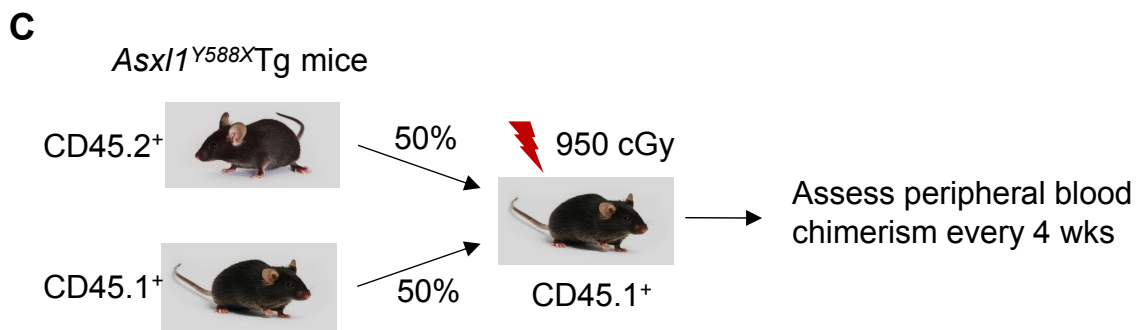 C
Asxl1Y588XTg mice
CD45.2+
50%
950 cGy
Assess peripheral blood
chimerism every 4 wks
CD45.1+
50%
CD45.1+